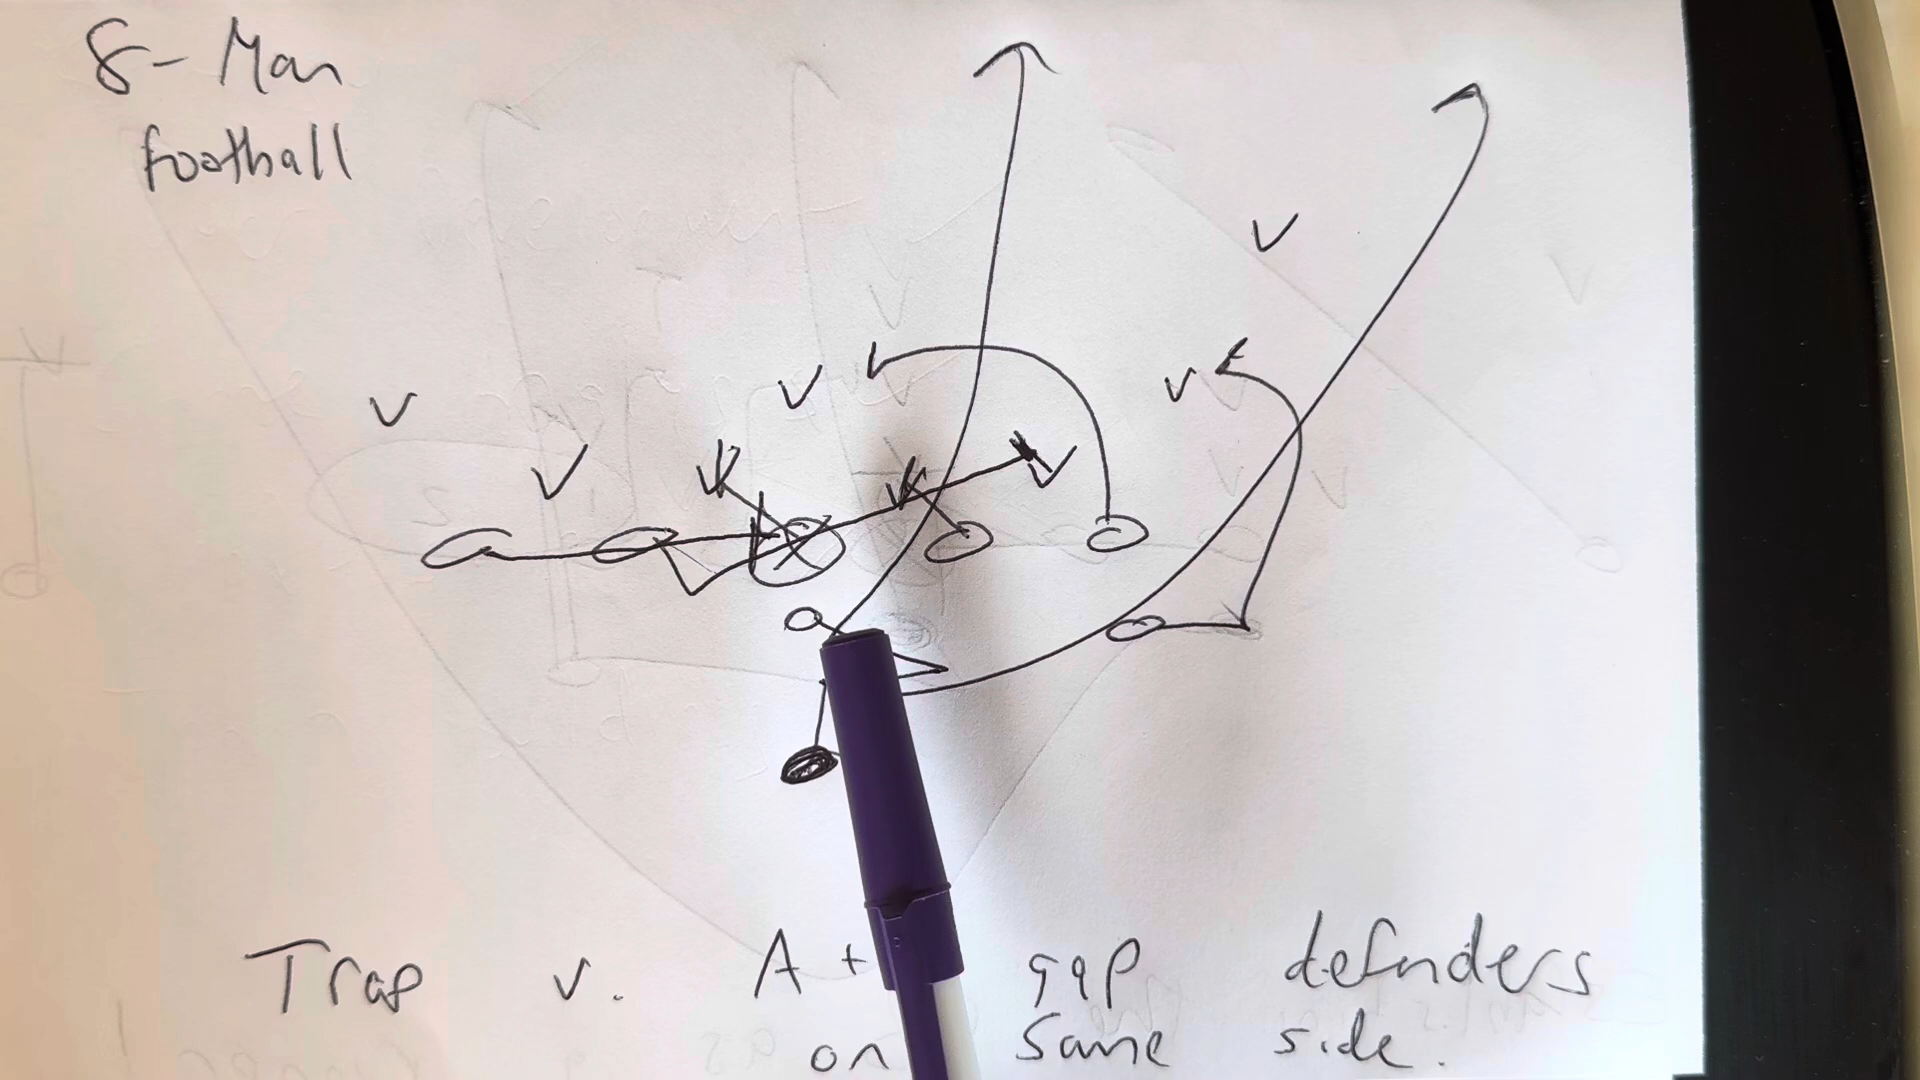 8- Man
football
Trap v. A + gap defenders
on same side.